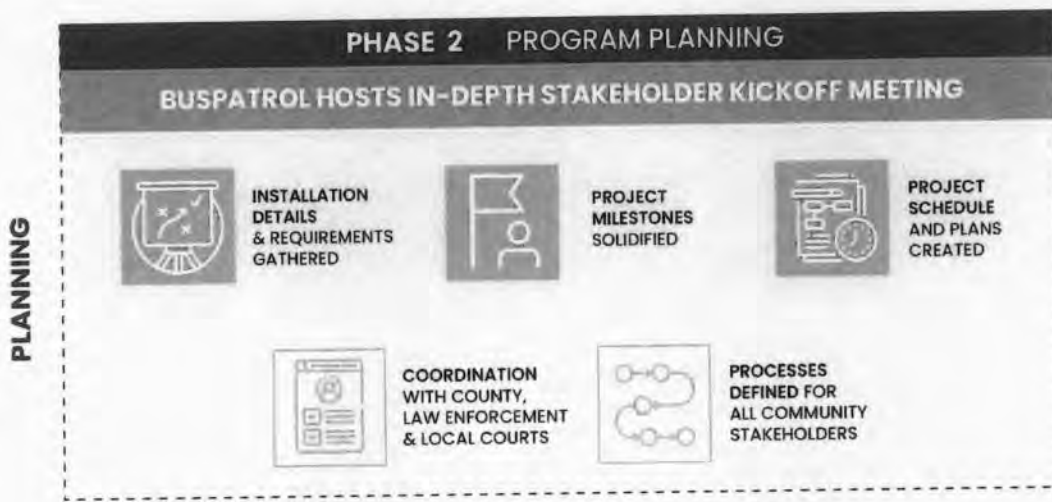 PHASE 2 PROGRAM PLANNING
BUSPATROL HOSTS IN-DEPTH STAKEHOLDER KICKOFF MEETING
PLANNING
INSTALLATION
DETAILS
& REQUIREMENTS
GATHERED
PROJECT
MILESTONES
SOLIDIFIED
PROJECT
SCHEDULE
AND PLANS
CREATED
COORDINATION
WITH COUNTY,
LAW ENFORCEMENT
& LOCAL COURTS
PROCESSES
DEFINED FOR
ALL COMMUNITY
STAKEHOLDERS